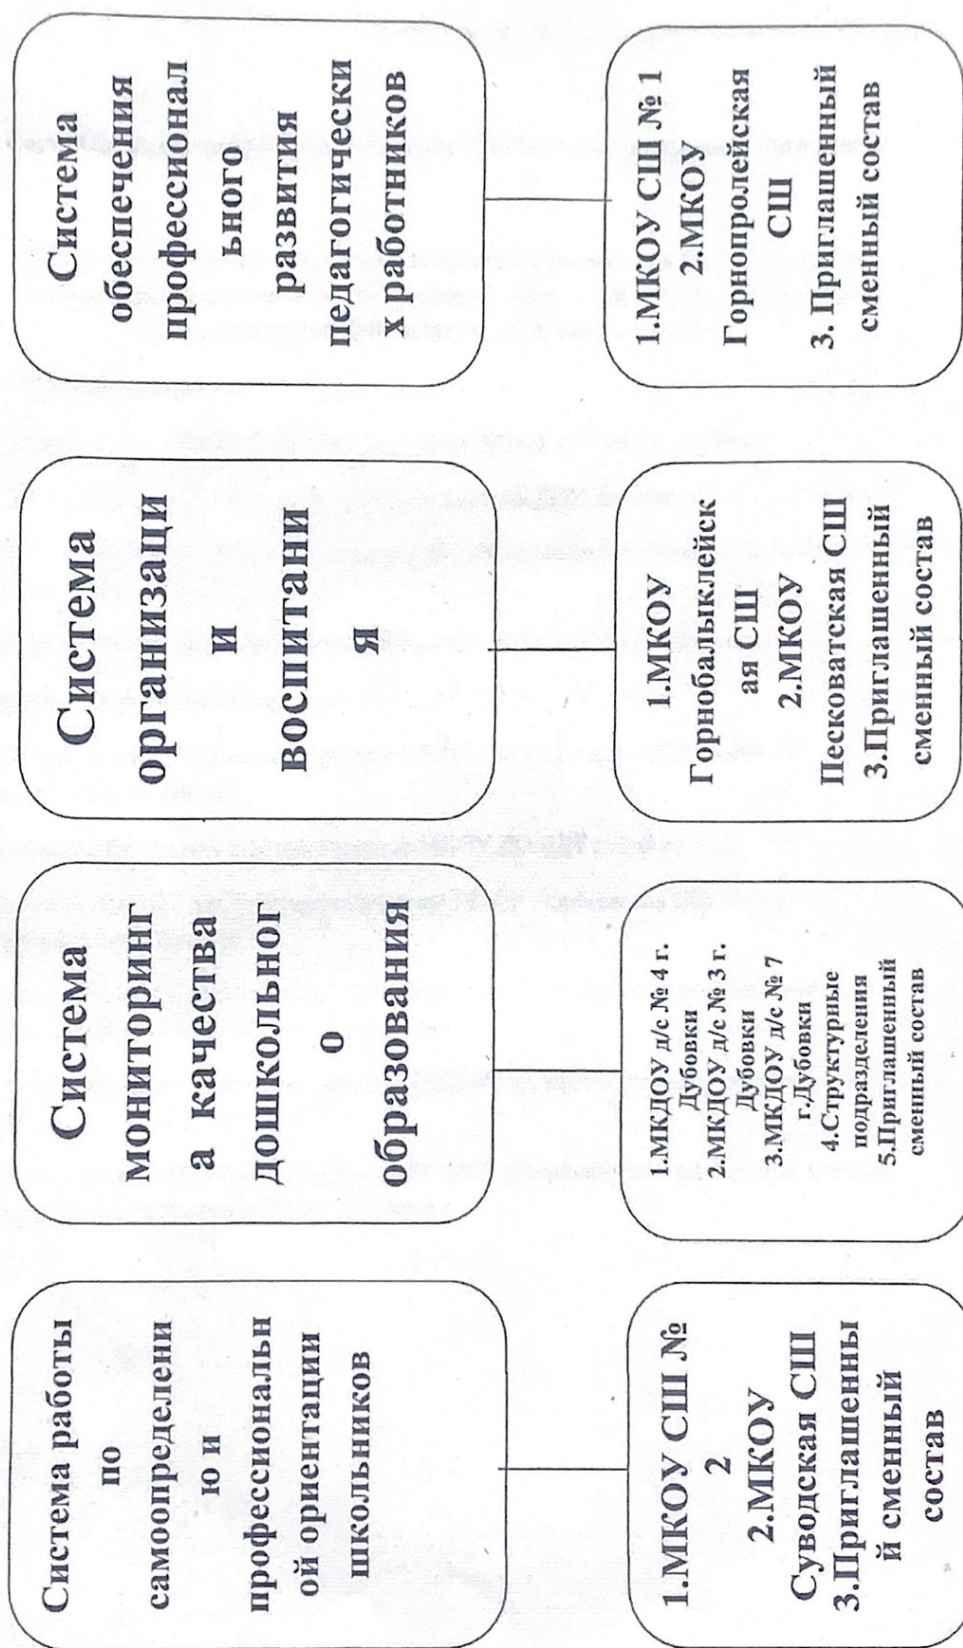 Система работы
по
самоопределени
ю и
профессиональн
ой ориентации
школьников
1.МКОУ СШ №
2
2.МКОУ
Суводская СШ
3.Приглашенны
й сменный
состав
Система
мониторинг
а качества
дошкольног
о
образования
1.МКДОУ д/с № 4 г.
Дубовки
2.МКДОУ д/с № 3 г.
Дубовки
3.МКДОУ д/с № 7
г.Дубовки
4.Структурные
подразделения
5.Приглашенный
сменный состав
Система
организаци
и
воспитани
я
1.МКОУ
Горнобалыклейск
ая СШ
2.МКОУ
Песковатская СШ
3.Приглашенный
сменный состав
Система
обеспечения
профессионал
ьного
развития
педагогически
х работников
1.МКОУ СШ № 1
2.МКОУ
Горнопролейская
СШ
3. Приглашенный
сменный состав